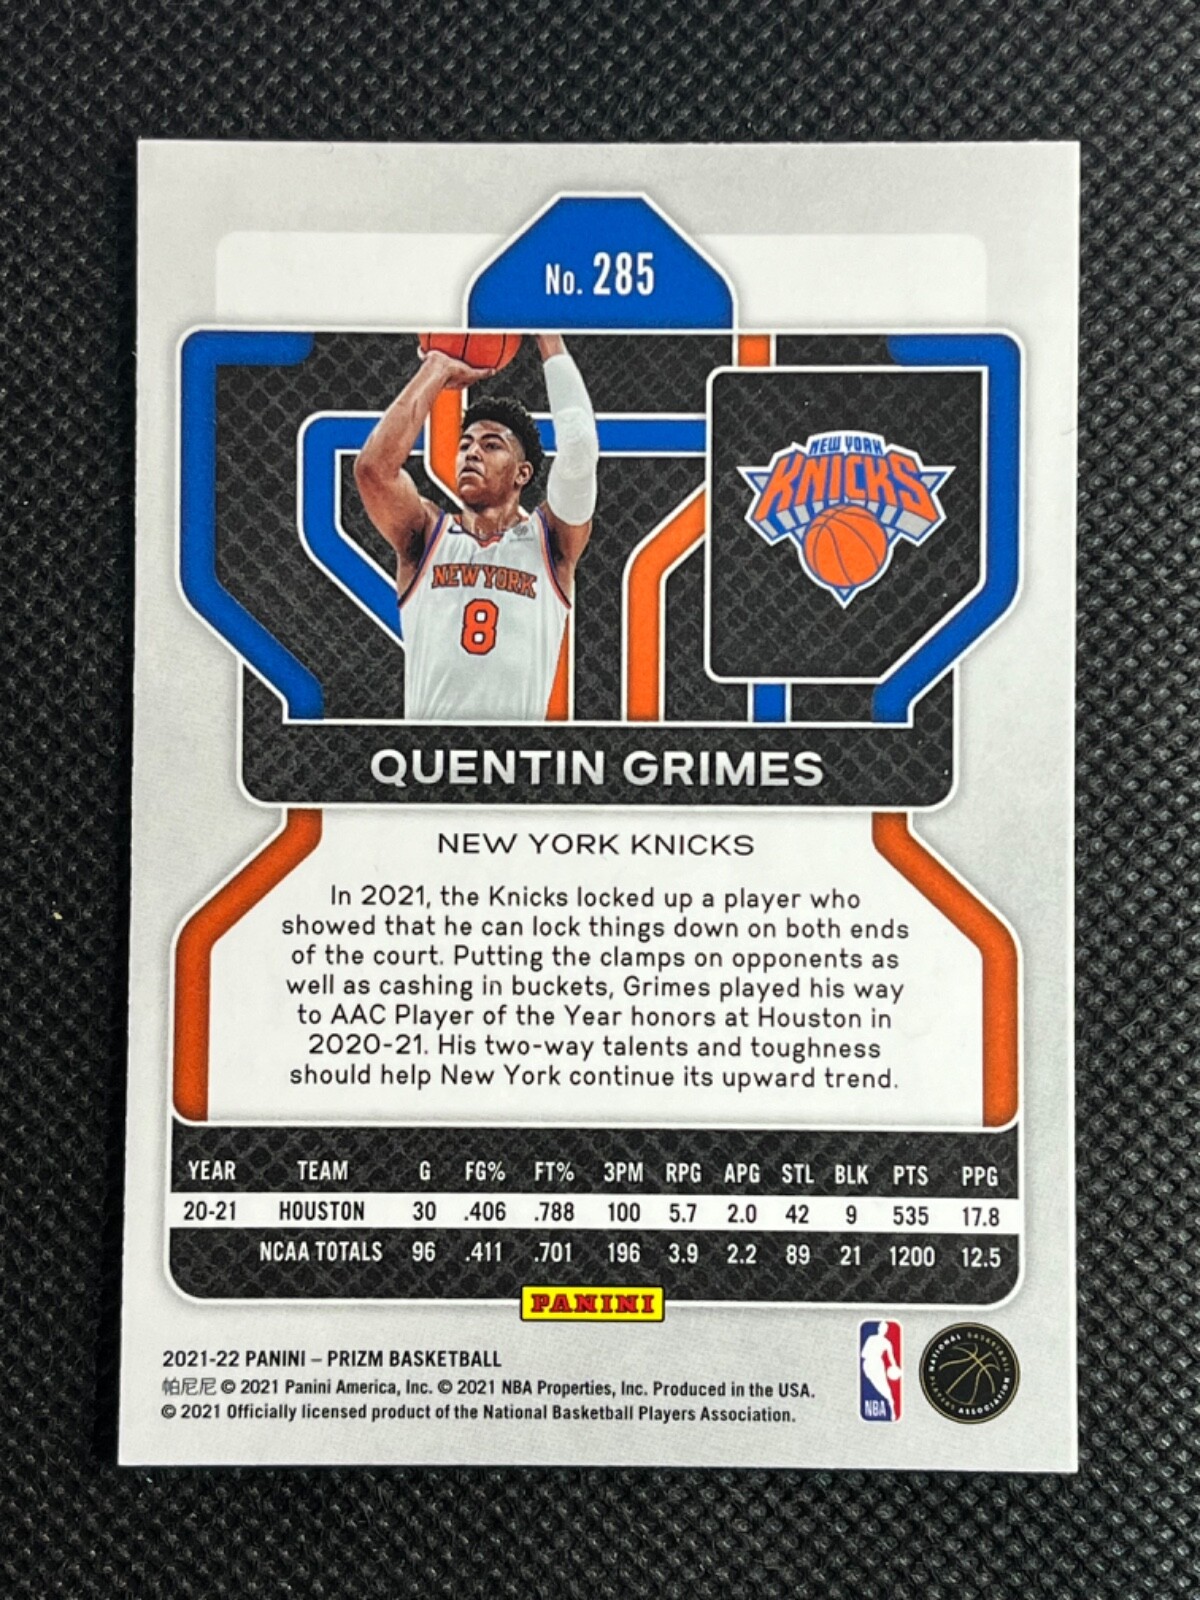 No. 285
NEW YORK
KNICKS
NEW YORK
8
QUENTIN GRIMES
NEW YORK KNICKS
In 2021, the Knicks locked up a player who
showed that he can lock things down on both ends
of the court. Putting the clamps on opponents as
well as cashing in buckets, Grimes played his way
to AAC Player of the Year honors at Houston in
2020-21. His two-way talents and toughness
should help New York continue its upward trend.
YEAR TEAM G FG% FT% 3PM RPG APG STL BLK PTS PPG
20-21 HOUSTON 30 .406 .788 100 5.7 2.0 42 9 535 17.8
NCAA TOTALS 96 .411 .701 196 3.9 2.2 89 21 1200 12.5
PANINI
2021-22 PANINI – PRIZM BASKETBALL
帕尼尼 © 2021 Panini America, Inc. © 2021 NBA Properties, Inc. Produced in the USA.
© 2021 Officially licensed product of the National Basketball Players Association.
NBA
NATIONAL BASKETBALL
PLAYERS ASSOCIATION